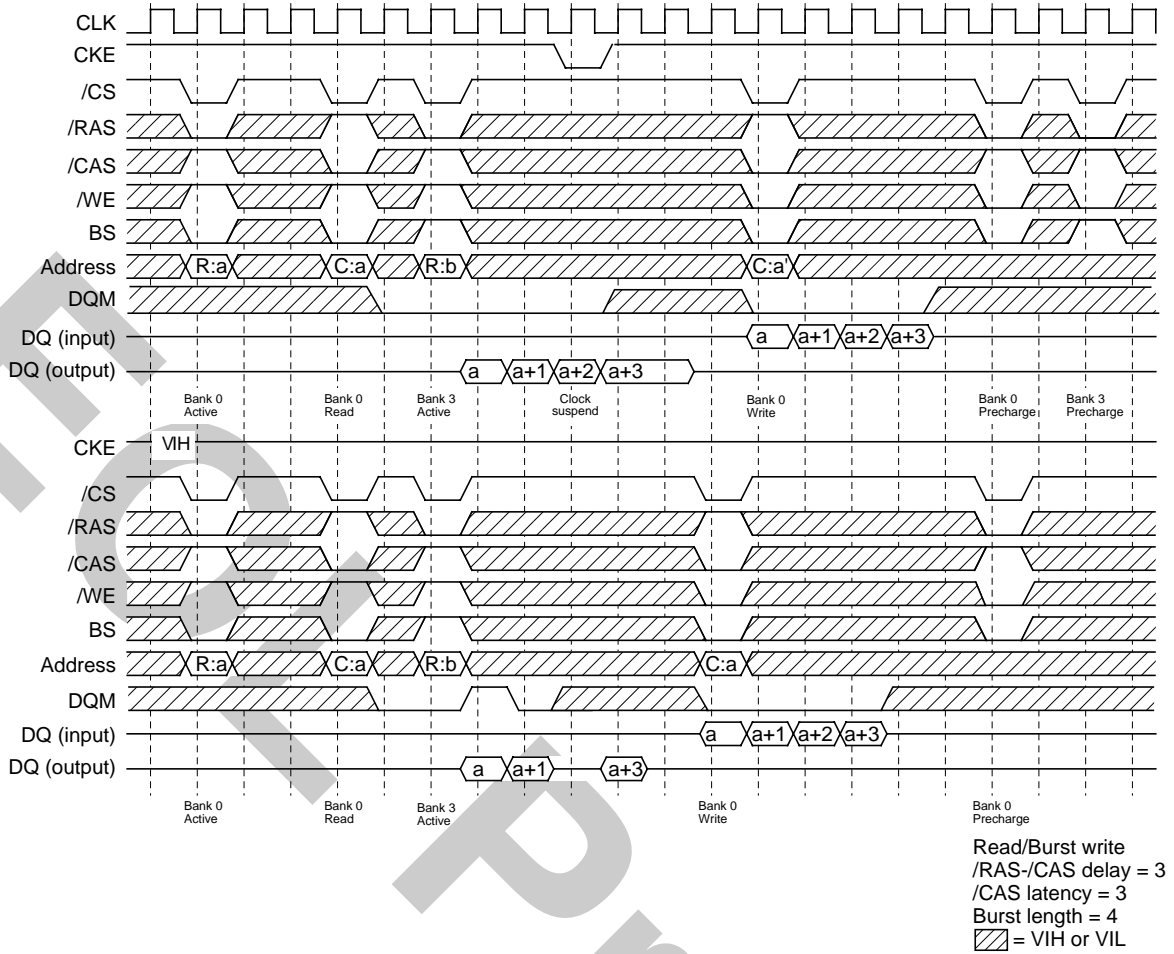 CLK
CKE
/CS
/RAS
/CAS
/WE
BS
Address R:a C:a R:b C:a'
DQM
DQ (input) a a+1 a+2 a+3
DQ (output) a a+1 a+2 a+3
Bank 0 Active
Bank 0 Read
Bank 3 Active
Clock suspend
Bank 0 Write
Bank 0 Precharge
Bank 3 Precharge
CKE VIH
/CS
/RAS
/CAS
/WE
BS
Address R:a C:a R:b C:a
DQM
DQ (input) a a+1 a+2 a+3
DQ (output) a a+1 a+3
Bank 0 Active
Bank 0 Read
Bank 3 Active
Bank 0 Write
Bank 0 Precharge
Read/Burst write
/RAS-/CAS delay = 3
/CAS latency = 3
Burst length = 4
= VIH or VIL